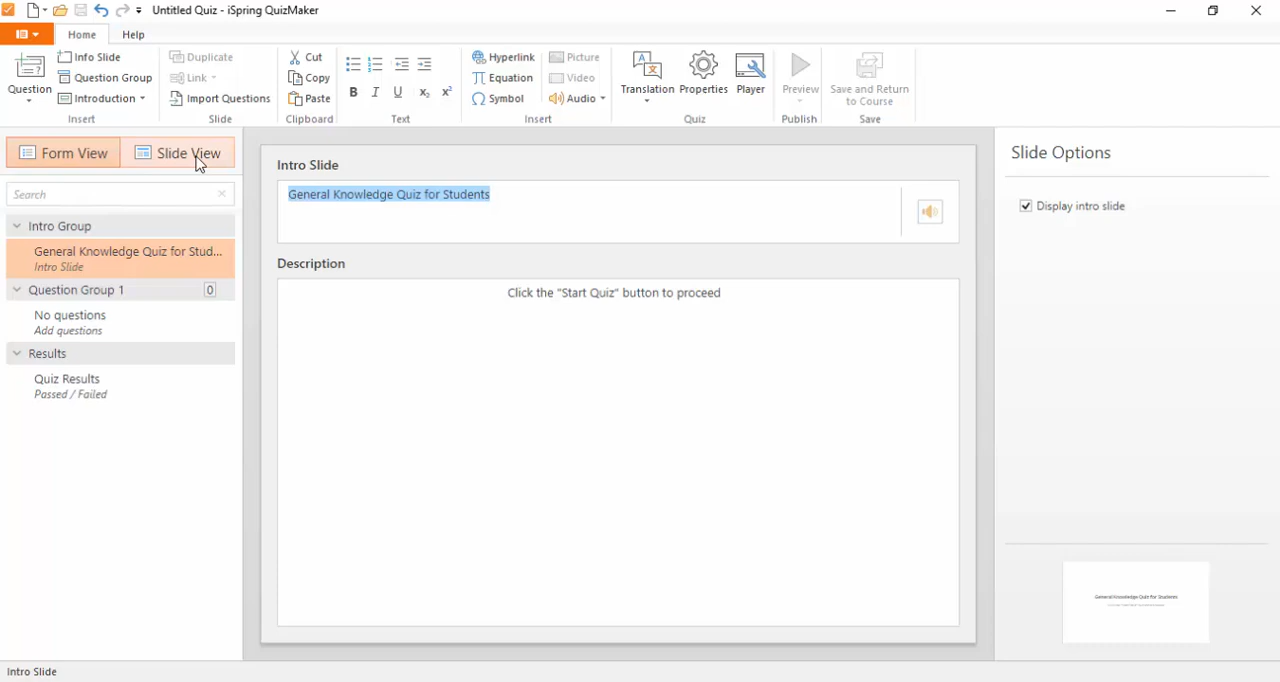 Untitled Quiz - iSpring QuizMaker
Home Help
Question
Info Slide
Question Group
Introduction
Insert
Duplicate
Link
Import Questions
Slide
Cut
Copy
Paste
Clipboard
B I U x₂ x²
Text
Hyperlink
Equation
Symbol
Picture
Video
Audio
Insert
Translation
Properties
Player
Quiz
Preview
Publish
Save and Return
to Course
Save
Form View
Slide View
Search
Intro Group
General Knowledge Quiz for Stud...
Intro Slide
Question Group 1 0
No questions
Add questions
Results
Quiz Results
Passed / Failed
Intro Slide
General Knowledge Quiz for Students
Description
Click the "Start Quiz" button to proceed
Slide Options
Display intro slide
General Knowledge Quiz for Students
Intro Slide